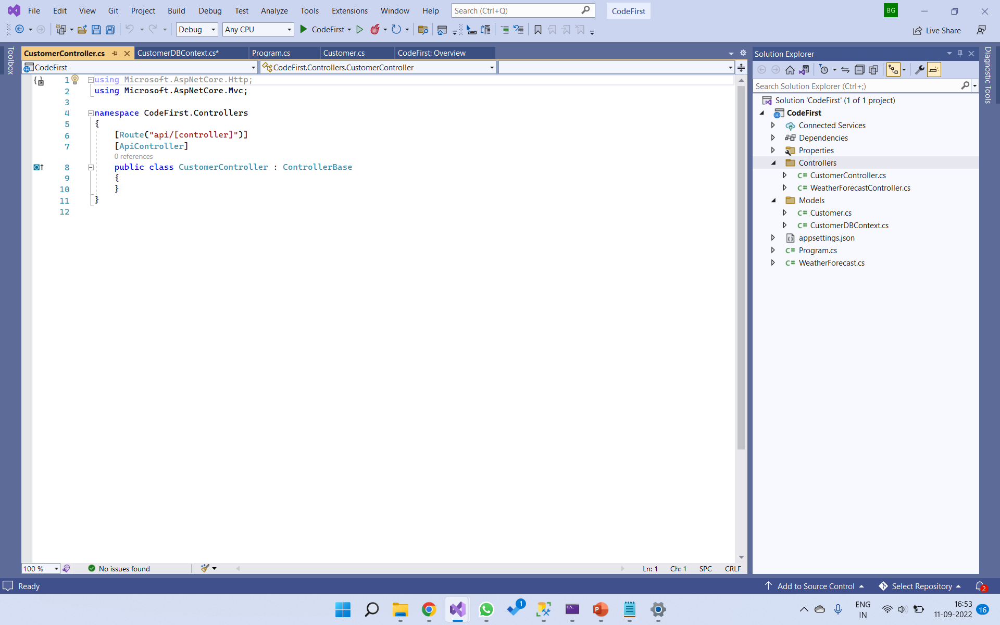 File Edit View Git Project Build Debug Test Analyze Tools Extensions Window Help Search (Ctrl+Q) CodeFirst BG
Debug Any CPU CodeFirst Live Share
Toolbox
CustomerController.cs CustomerDBContext.cs* Program.cs Customer.cs CodeFirst: Overview
CodeFirst CodeFirst.Controllers.CustomerController
1 using Microsoft.AspNetCore.Http;
2 using Microsoft.AspNetCore.Mvc;
3
4 namespace CodeFirst.Controllers
5 {
6 [Route("api/[controller]")]
7 [ApiController]
0 references
8 public class CustomerController : ControllerBase
9 {
10 }
11 }
12
100 % No issues found Ln: 1 Ch: 1 SPC CRLF
Solution Explorer
Search Solution Explorer (Ctrl+;)
Solution 'CodeFirst' (1 of 1 project)
CodeFirst
Connected Services
Dependencies
Properties
Controllers
C# CustomerController.cs
C# WeatherForecastController.cs
Models
C# Customer.cs
C# CustomerDBContext.cs
appsettings.json
C# Program.cs
C# WeatherForecast.cs
Diagnostic Tools
Ready Add to Source Control Select Repository 2
1
ENG
IN
16:53
11-09-2022
16